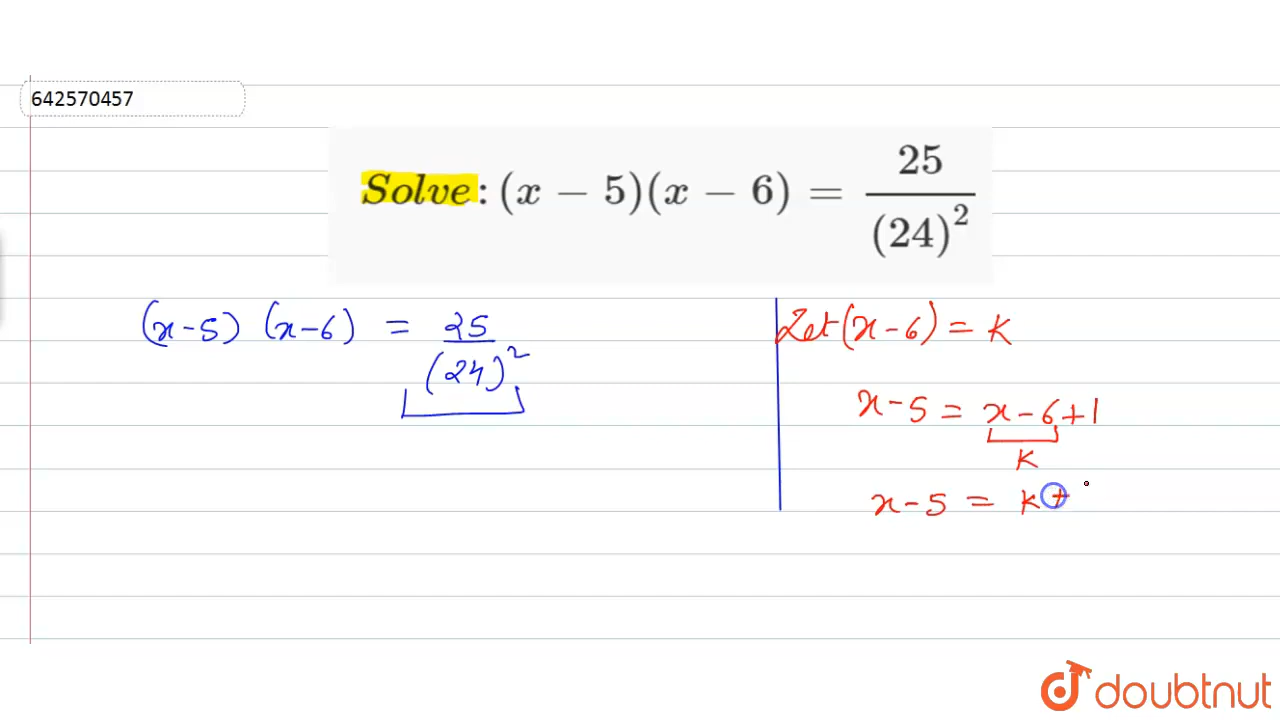 642570457
Solve: (x − 5)(x − 6) = 25/(24)^2
(x-5) (x-6) = 25/(24)^2
Let (x-6) = K
x-5 = x-6+1
K
x-5 = K+
doubtnut